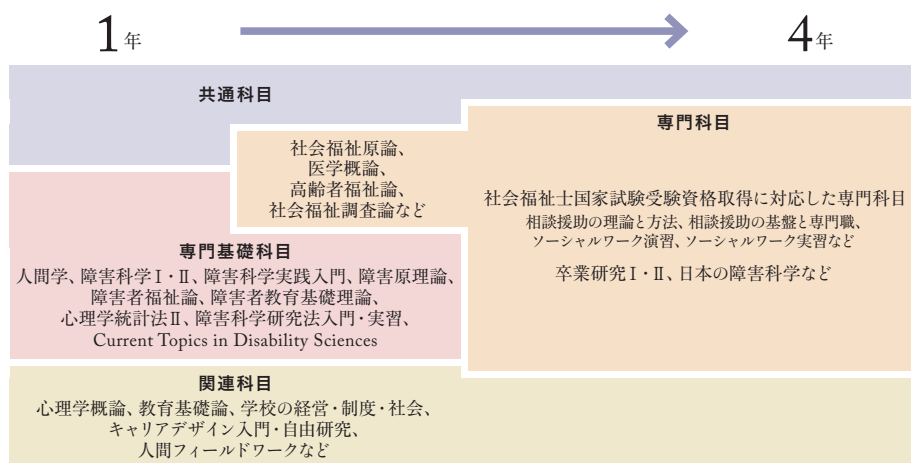 1年
4年
共通科目
社会福祉原論、
医学概論、
高齢者福祉論、
社会福祉調査論など
専門科目
社会福祉士国家試験受験資格取得に対応した専門科目
相談援助の理論と方法、相談援助の基盤と専門職、
ソーシャルワーク演習、ソーシャルワーク実習など
卒業研究Ⅰ・Ⅱ、日本の障害科学など
専門基礎科目
人間学、障害科学Ⅰ・Ⅱ、障害科学実践入門、障害原理論、
障害者福祉論、障害者教育基礎理論、
心理学統計法Ⅱ、障害科学研究法入門・実習、
Current Topics in Disability Sciences
関連科目
心理学概論、教育基礎論、学校の経営・制度・社会、
キャリアデザイン入門・自由研究、
人間フィールドワークなど